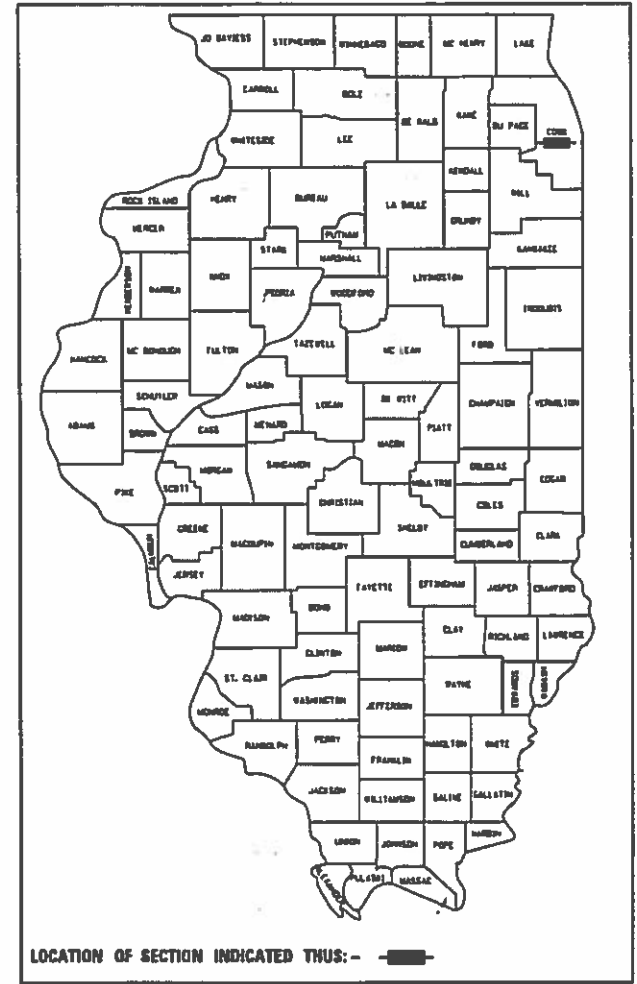 JO DAVIESS STEPHENSON WINNEBAGO BOONE MC HENRY LAKE
CARROLL OGLE
DE KALB KANE DU PAGE COOK
WHITESIDE LEE
KENDALL
ROCK ISLAND HENRY BUREAU LA SALLE GRUNDY WILL
MERCER PUTNAM
STARK MARSHALL KANKAKEE
HENDERSON WARREN KNOX PEORIA WOODFORD LIVINGSTON IROQUOIS
HANCOCK MC DONOUGH FULTON TAZEWELL MC LEAN FORD
MASON
SCHUYLER LOGAN DE WITT CHAMPAIGN VERMILION
ADAMS BROWN CASS MENARD PIATT
MACON
MORGAN SANGAMON DOUGLAS EDGAR
PIKE SCOTT CHRISTIAN MOULTRIE COLES
GREENE MACOUPIN MONTGOMERY SHELBY CUMBERLAND CLARK
CALHOUN JERSEY
FAYETTE EFFINGHAM JASPER CRAWFORD
MADISON BOND
CLAY RICHLAND LAWRENCE
CLINTON MARION
ST. CLAIR WAYNE EDWARDS WABASH
WASHINGTON JEFFERSON
MONROE
RANDOLPH PERRY HAMILTON WHITE
FRANKLIN
JACKSON WILLIAMSON SALINE GALLATIN
UNION JOHNSON POPE HARDIN
ALEXANDER PULASKI MASSAC
LOCATION OF SECTION INDICATED THUS: -